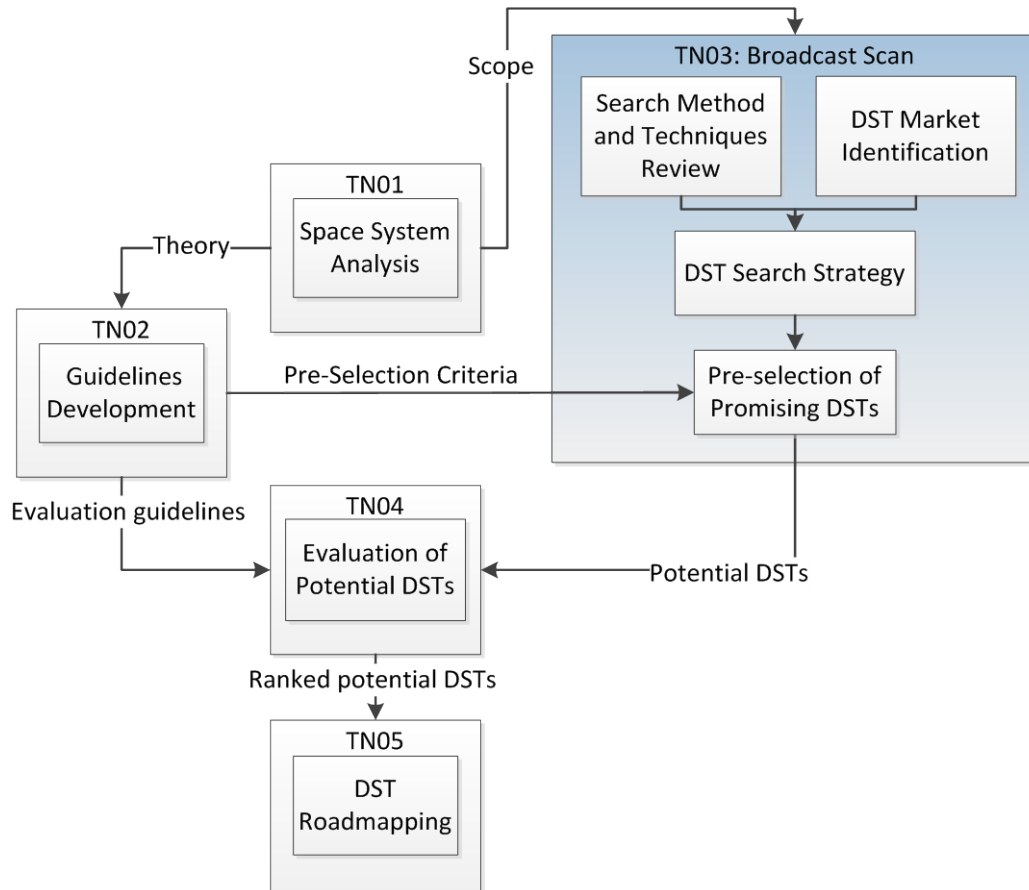 Scope
TN03: Broadcast Scan
Search Method
and Techniques
Review
DST Market
Identification
TN01
Space System
Analysis
Theory
DST Search Strategy
TN02
Guidelines
Development
Pre-Selection Criteria
Pre-selection of
Promising DSTs
Evaluation guidelines
TN04
Evaluation of
Potential DSTs
Potential DSTs
Ranked potential DSTs
TN05
DST
Roadmapping